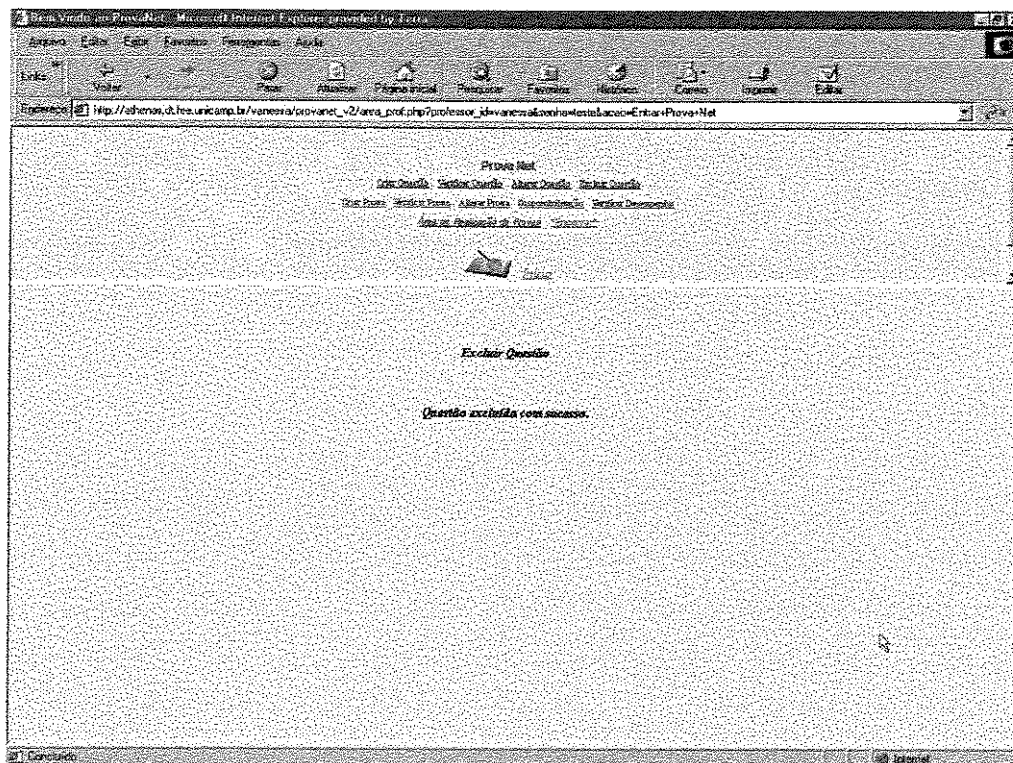 Bem Vindo ao ProvaNet - Microsoft Internet Explorer provided by Terra
Arquivo Editar Exibir Favoritos Ferramentas Ajuda
Links Voltar Parar Atualizar Página inicial Pesquisar Favoritos Histórico Correio Imprimir Editar
Endereço http://athenas.dt.fee.unicamp.br/vanessa/provanet_v2/area_prof.php?professor_id=vanessa&senha=teste&acao=Entrar+Prova+Net
Prova Net
Criar Questão Verificar Questão Alterar Questão Excluir Questão
Criar Prova Verificar Prova Alterar Prova Verificar Desempenho
Área de Realização de Provas
Excluir Questão
Questão excluída com sucesso.
Concluído Internet